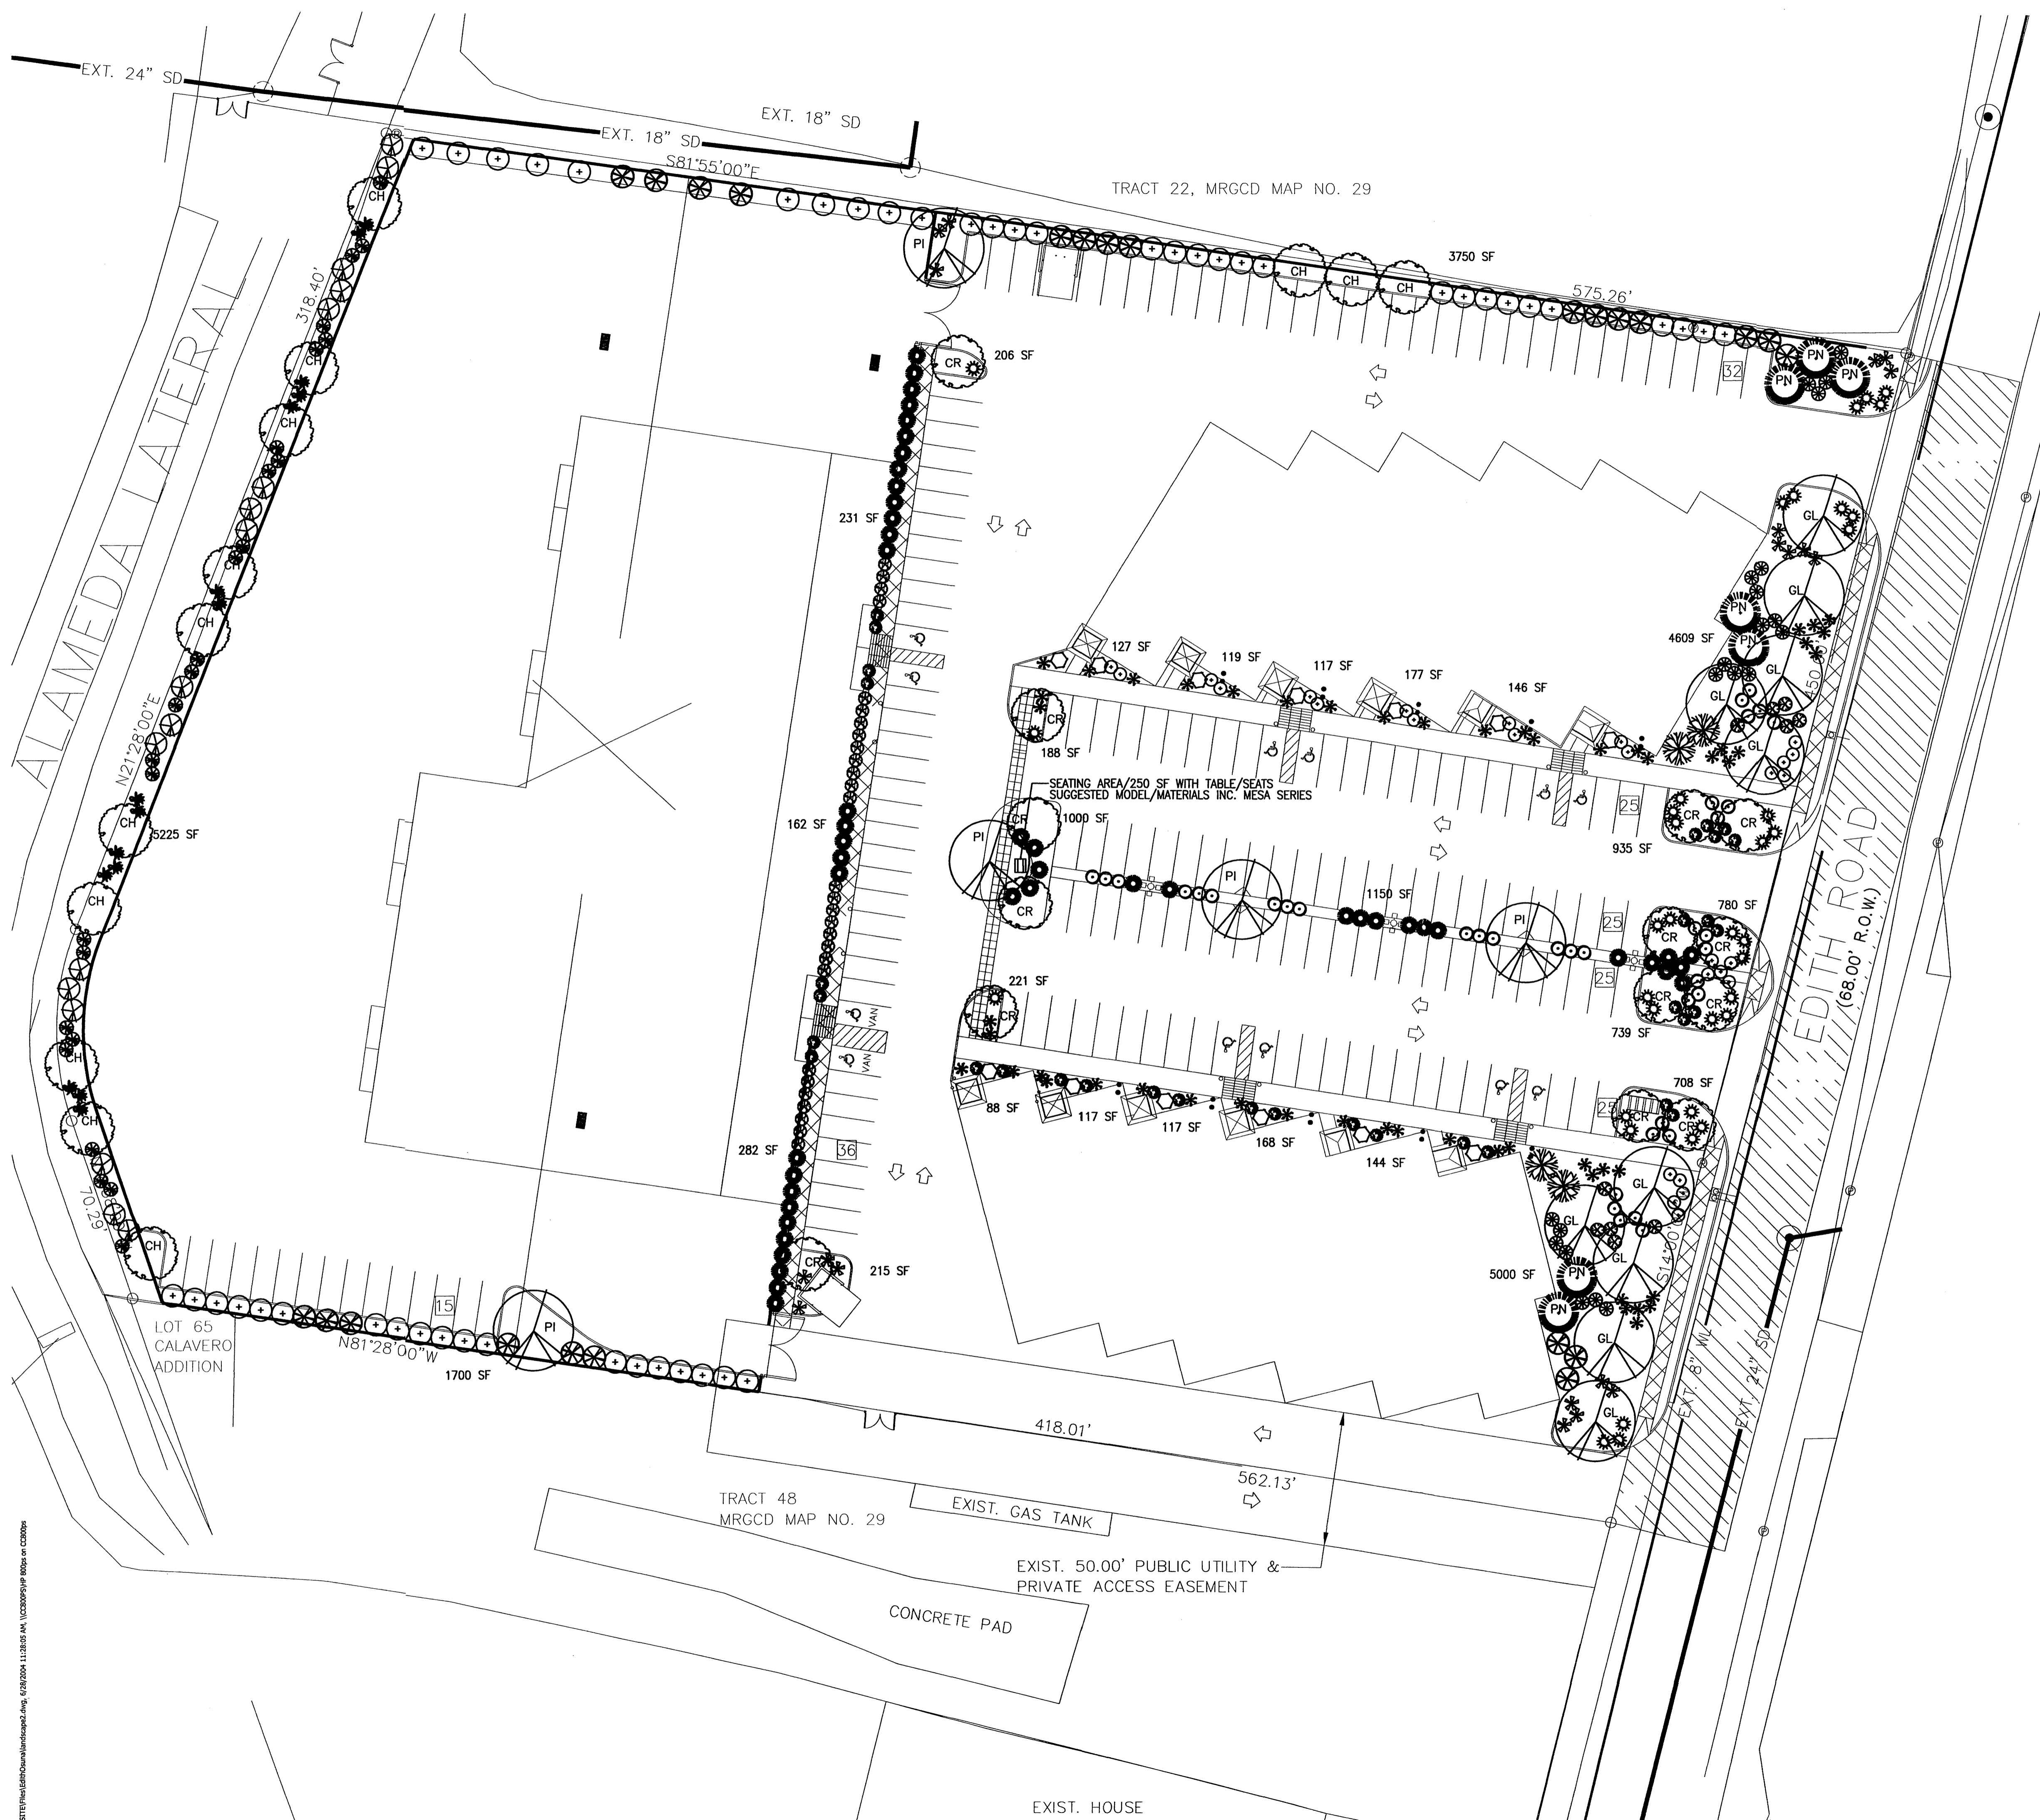 EXT. 24" SD
EXT. 18" SD
EXT. 18" SD
S81°55'00"E
TRACT 22, MRGCD MAP NO. 29
CH
PI
3750 SF
CH
CH
CH
575.26'
318.40'
ALAMEDA LATERAL
CR
206 SF
32
PN
PN
PN
CH
CH
231 SF
GL
CH
GL
PN
CH
4609 SF
PN
127 SF
119 SF
117 SF
177 SF
146 SF
GL
GL
N21°28'00"E
CR
188 SF
GL
SEATING AREA/250 SF WITH TABLE/SEATS
SUGGESTED MODEL/MATERIALS INC. MESA SERIES
25
CH
5225 SF
162 SF
CR
1000 SF
CR
CR
935 SF
PI
PI
1150 SF
EDITH ROAD
(68.00' R.O.W.)
CH
CR
PI
25
780 SF
CR
CR
25
221 SF
CR
CR
CR
VAN
739 SF
CH
VAN
88 SF
117 SF
117 SF
168 SF
144 SF
708 SF
25
CR
CR
CH
282 SF
36
GL
70.29
GL
GL
CH
CR
215 SF
5000 SF
PN
PN
S14°00'
15
LOT 65
CALAVERO
ADDITION
PI
N81°28'00"W
1700 SF
GL
GL
EXT. 8" WL
EXT. 24" SD
418.01'
562.13'
TRACT 48
MRGCD MAP NO. 29
EXIST. GAS TANK
EXIST. 50.00' PUBLIC UTILITY &
PRIVATE ACCESS EASEMENT
CONCRETE PAD
EXIST. HOUSE